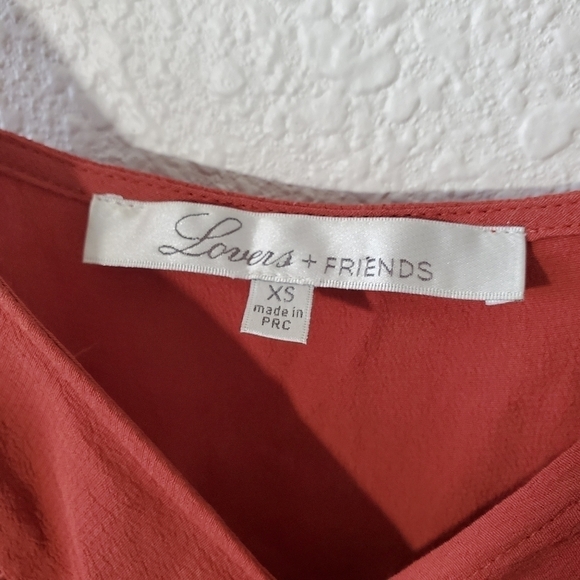 Lovers + FRIENDS
XS
made in
PRC